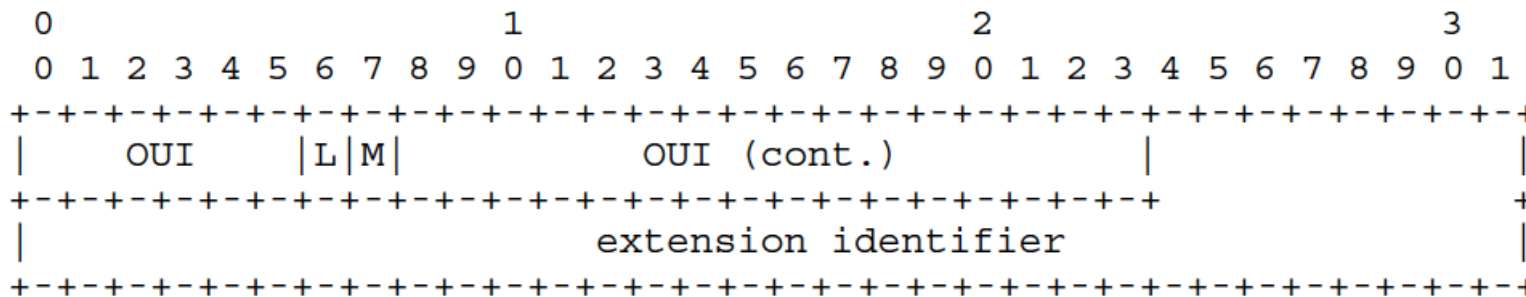 0                   1                   2                   3
 0 1 2 3 4 5 6 7 8 9 0 1 2 3 4 5 6 7 8 9 0 1 2 3 4 5 6 7 8 9 0 1
+-+-+-+-+-+-+-+-+-+-+-+-+-+-+-+-+-+-+-+-+-+-+-+-+-+-+-+-+-+-+-+-+
|    OUI    |L|M|          OUI (cont.)          |               |
+-+-+-+-+-+-+-+-+-+-+-+-+-+-+-+-+-+-+-+-+-+-+-+-+               +
|                        extension identifier                   |
+-+-+-+-+-+-+-+-+-+-+-+-+-+-+-+-+-+-+-+-+-+-+-+-+-+-+-+-+-+-+-+-+